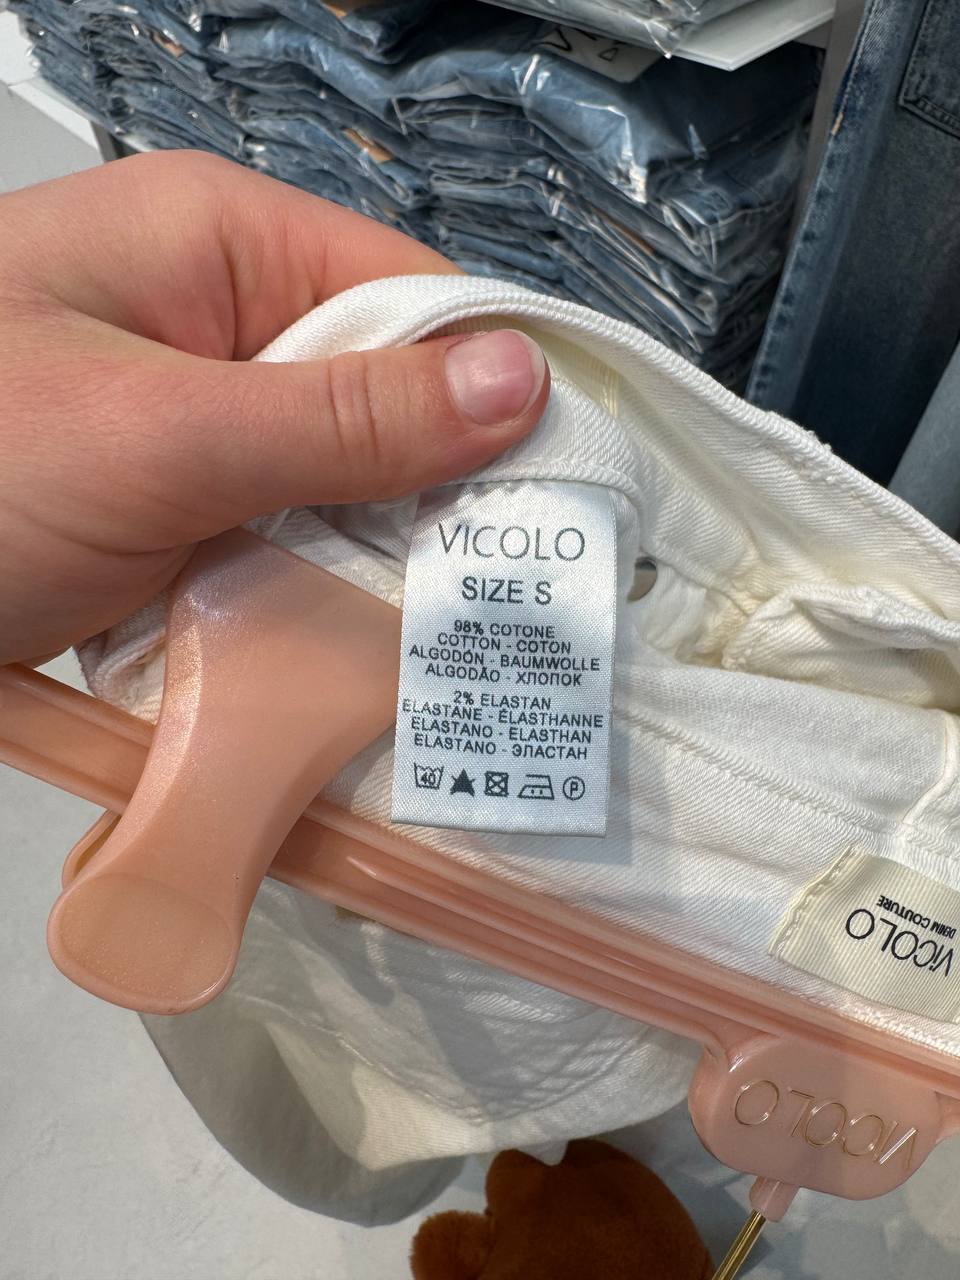 VICOLO
SIZE S
98% COTONE
COTTON - COTON
ALGODÓN - BAUMWOLLE
ALGODÃO - ХЛОПОК
2% ELASTAN
ELASTANE - ÉLASTHANNE
ELASTANO - ELASTHAN
ELASTANO - ЭЛАСТАН
40 P
VICOLO
DENIM COUTURE
VICOLO